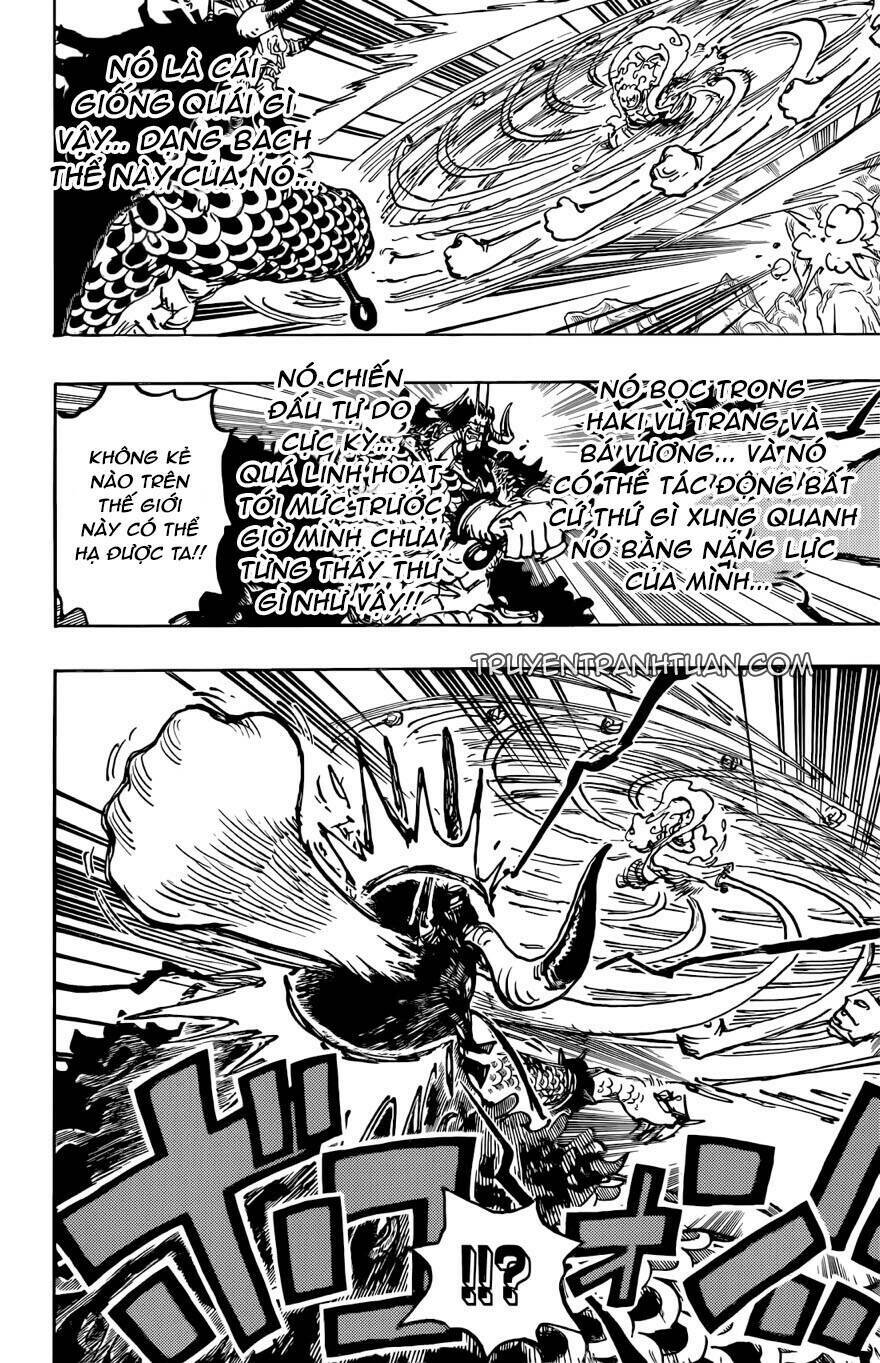 NÓ LÀ CÁI
GIỐNG QUÁI GÌ
VẬY... DẠNG BẠCH
THỂ NÀY CỦA NÓ...
NÓ BỌC TRONG
HAKI VŨ TRANG VÀ
BÁ VƯƠNG... VÀ NÓ
CÓ THỂ TÁC ĐỘNG BẤT
CỨ THỨ GÌ XUNG QUANH
NÓ BẰNG NĂNG LỰC
CỦA MÌNH...
NÓ CHIẾN
ĐẤU TỰ DO
CỰC KỲ...
QUÁ LINH HOẠT
TỚI MỨC TRƯỚC
GIỜ MÌNH CHƯA
TỪNG THẤY THỨ
GÌ NHƯ VẬY!!
KHÔNG KẺ
NÀO TRÊN
THẾ GIỚI
NÀY CÓ THỂ
HẠ ĐƯỢC TA!!
TRUYENTRANHTUAN.COM
ボコォン!!
!!?